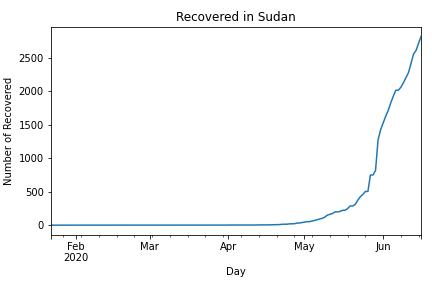 Recovered in Sudan
Number of Recovered
2500
2000
1500
1000
500
0
Feb
2020
Mar
Apr
May
Jun
Day